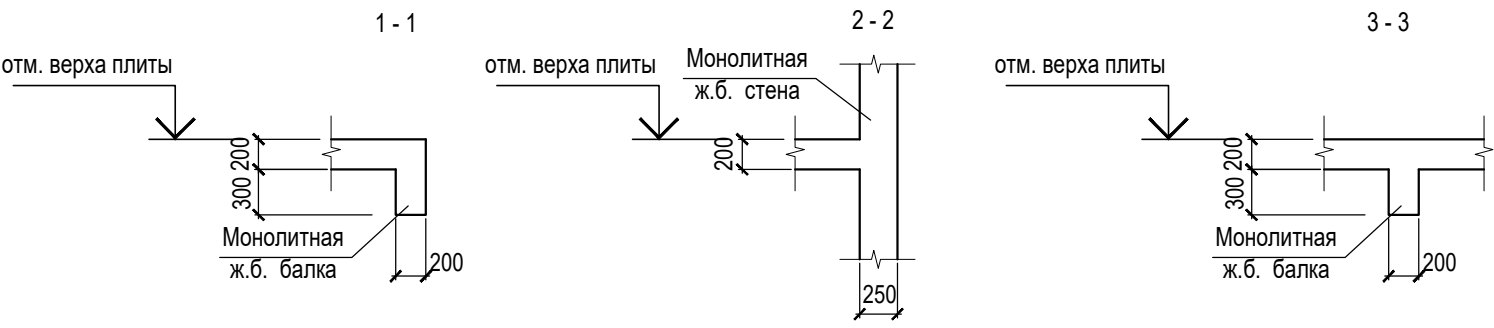 1 - 1
отм. верха плиты
200
300
Монолитная
ж.б. балка
200
2 - 2
отм. верха плиты
Монолитная
ж.б. стена
200
250
3 - 3
отм. верха плиты
200
300
Монолитная
ж.б. балка
200